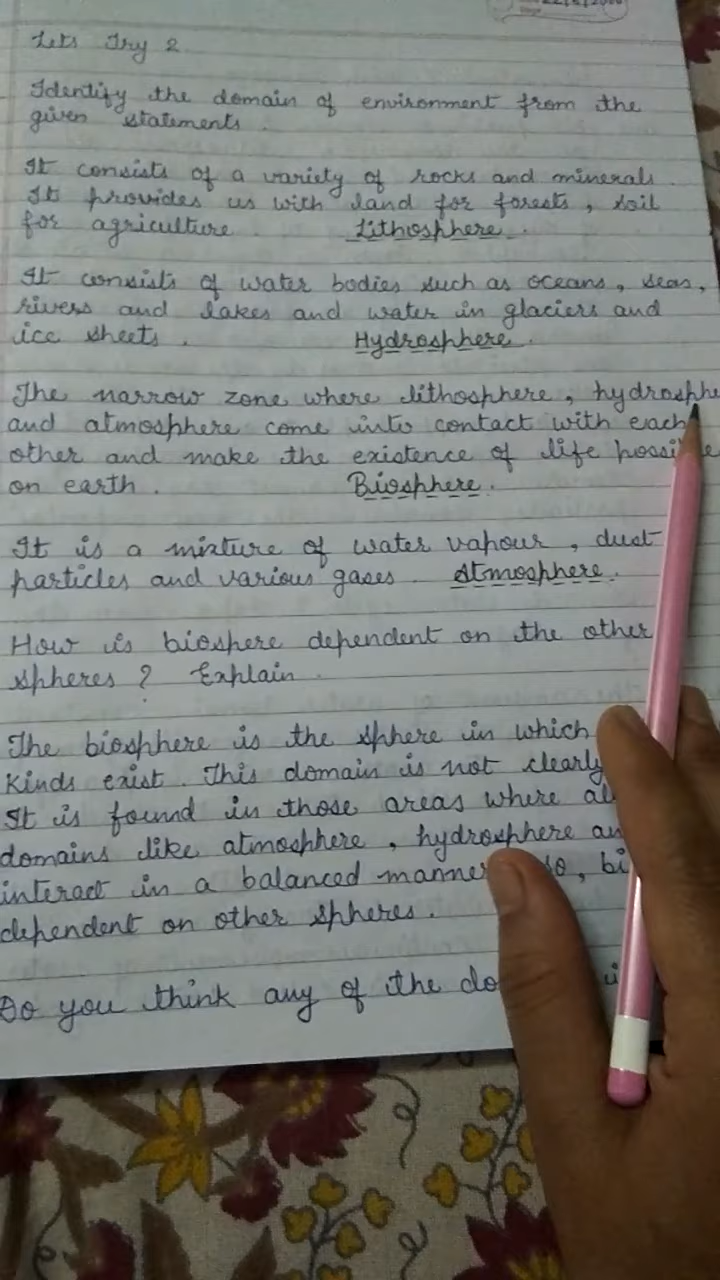 Lets Try 2
Identify the domain of environment from the
given statements.
It consists of a variety of rocks and minerals.
It provides us with land for forests, soil
for agriculture. Lithosphere.
It consists of water bodies such as oceans, seas,
rivers and lakes and water in glaciers and
ice sheets. Hydrosphere.
The narrow zone where lithosphere, hydrosphe
and atmosphere come into contact with each
other and make the existence of life possi
on earth. Biosphere.
It is a mixture of water vapour, dust
particles and various gases. Atmosphere.
How is biosphere dependent on the other
spheres? Explain.
The biosphere is the sphere in which
kinds exist. This domain is not clearly
It is found in those areas where al
domains like atmosphere, hydrosphere an
interact in a balanced manner so, bi
dependent on other spheres.
Do you think any of the do